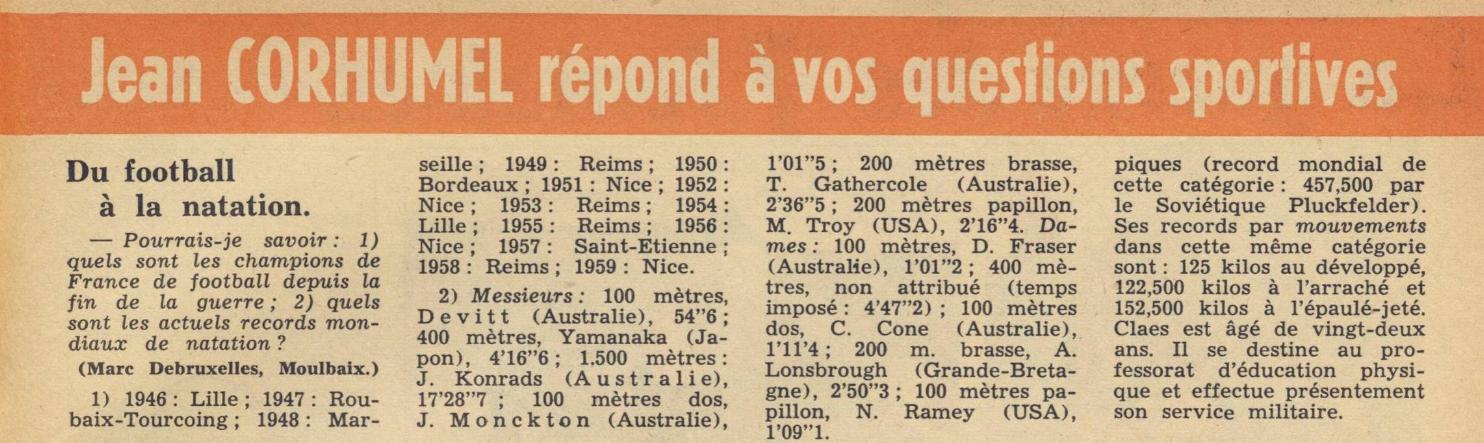 Jean CORHUMEL répond à vos questions sportives
Du football
à la natation.
— Pourrais-je savoir : 1)
quels sont les champions de
France de football depuis la
fin de la guerre ; 2) quels
sont les actuels records mon-
diaux de natation ?
(Marc Debruxelles, Moulbaix.)
1) 1946 : Lille ; 1947 : Rou-
baix-Tourcoing ; 1948 : Mar-
seille ; 1949 : Reims ; 1950 :
Bordeaux ; 1951 : Nice ; 1952 :
Nice ; 1953 : Reims ; 1954 :
Lille ; 1955 : Reims ; 1956 :
Nice ; 1957 : Saint-Etienne ;
1958 : Reims ; 1959 : Nice.
2) Messieurs : 100 mètres,
Devitt (Australie), 54"6 ;
400 mètres, Yamanaka (Ja-
pon), 4'16"6 ; 1.500 mètres :
J. Konrads (Australie),
17'28"7 ; 100 mètres dos,
J. Monckton (Australie),
1'01"5 ; 200 mètres brasse,
T. Gathercole (Australie),
2'36"5 ; 200 mètres papillon,
M. Troy (USA), 2'16"4. Da-
mes : 100 mètres, D. Fraser
(Australie), 1'01"2 ; 400 mè-
tres, non attribué (temps
imposé : 4'47"2) ; 100 mètres
dos, C. Cone (Australie),
1'11'4 ; 200 m. brasse, A.
Lonsbrough (Grande-Breta-
gne), 2'50"3 ; 100 mètres pa-
pillon, N. Ramey (USA),
1'09"1.
piques (record mondial de
cette catégorie : 457,500 par
le Soviétique Pluckfelder).
Ses records par mouvements
dans cette même catégorie
sont : 125 kilos au développé,
122,500 kilos à l'arraché et
152,500 kilos à l'épaulé-jeté.
Claes est âgé de vingt-deux
ans. Il se destine au pro-
fessorat d'éducation physi-
que et effectue présentement
son service militaire.